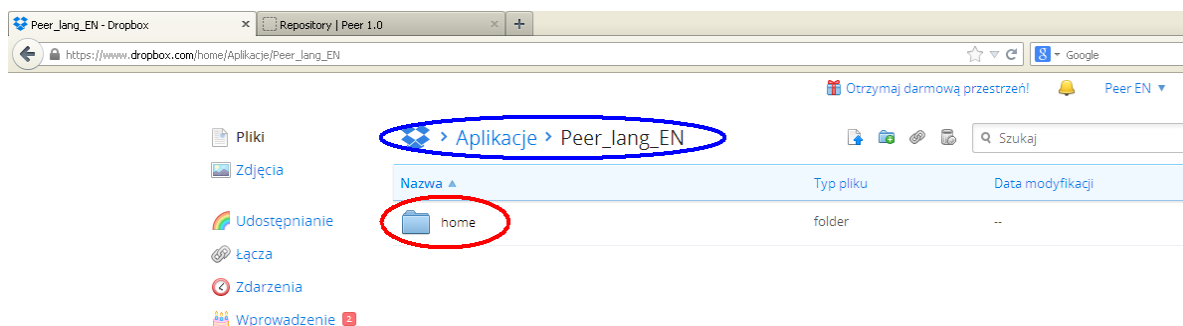 Peer_lang_EN - Dropbox × Repository | Peer 1.0 × +
https://www.dropbox.com/home/Aplikacje/Peer_lang_EN 8 Google
Otrzymaj darmową przestrzeń! Peer EN ▼
Pliki
> Aplikacje > Peer_lang_EN
Szukaj
Zdjęcia
Nazwa ▲ Typ pliku Data modyfikacji
Udostępnianie
home folder --
Łącza
Zdarzenia
Wprowadzenie 2